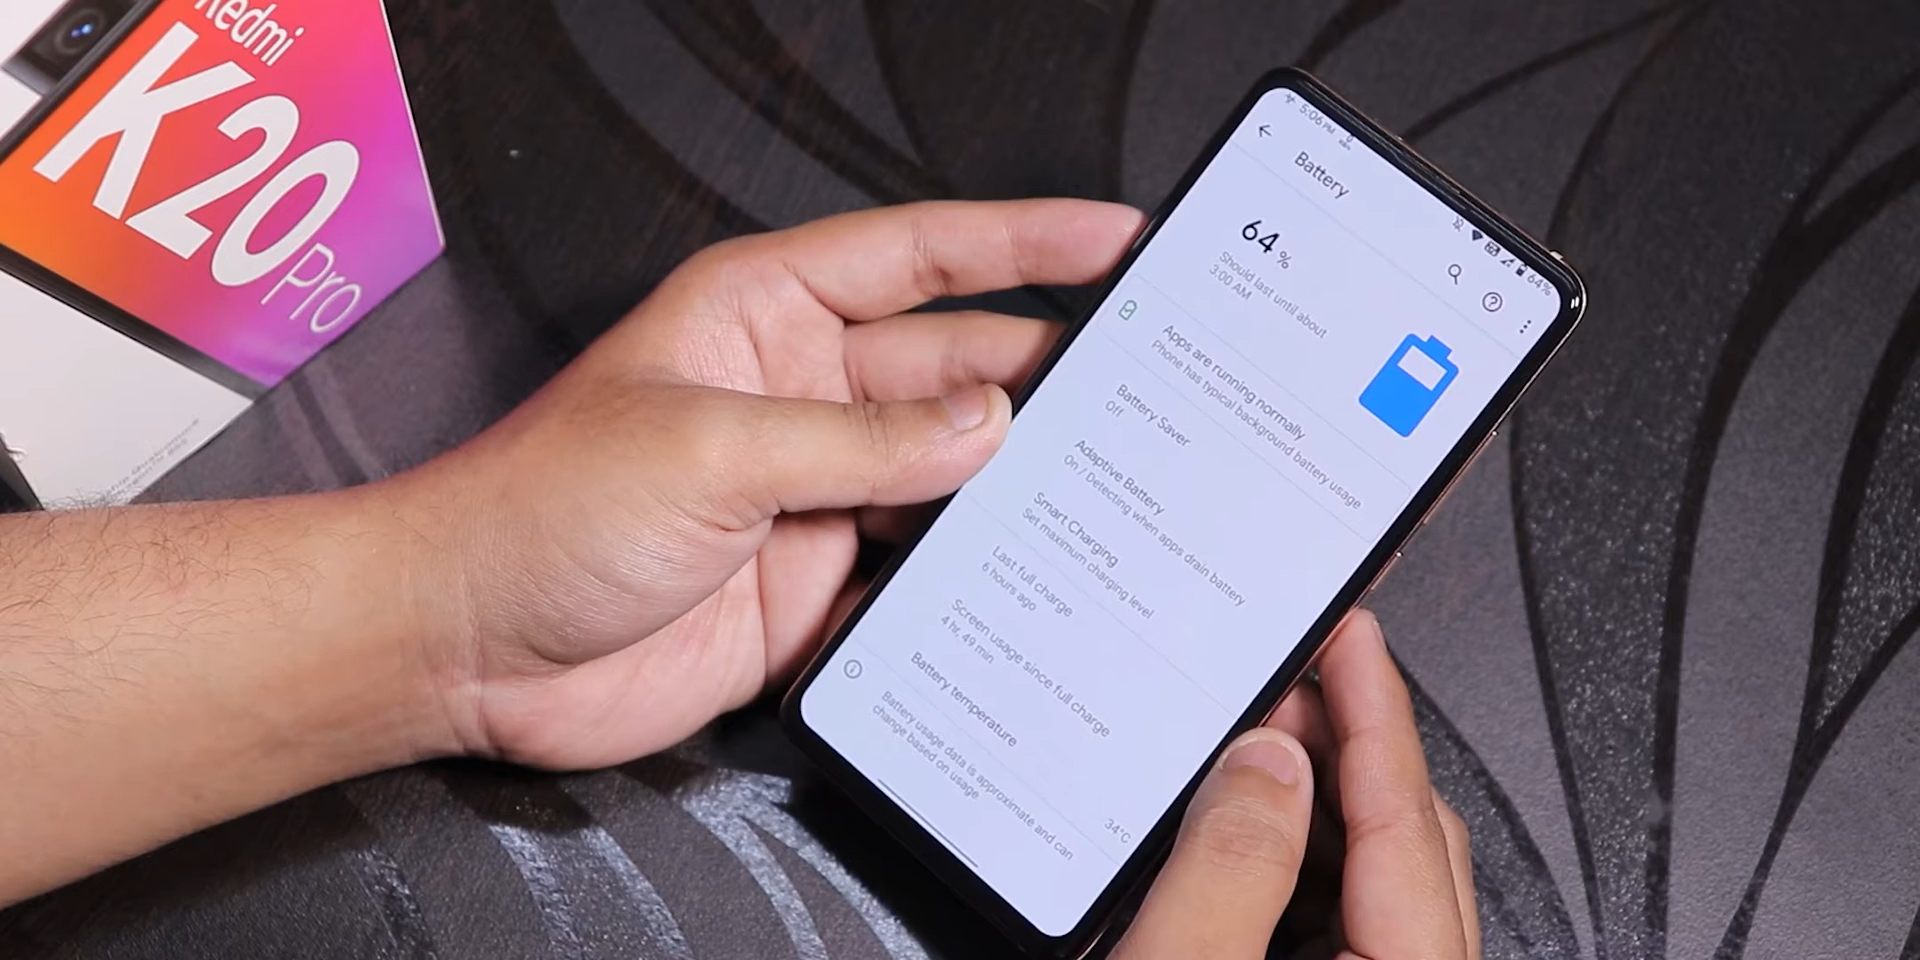 Redmi
K20
Pro
5:06 PM
64%
Battery
64 %
Should last until about
3:00 AM
Apps are running normally
Phone has typical background battery usage
Battery Saver
Off
Adaptive Battery
On / Detecting when apps drain battery
Smart Charging
Set maximum charging level
Last full charge
6 hours ago
Screen usage since full charge
4 hr, 49 min
Battery temperature
34°C
Battery usage data is approximate and can
change based on usage